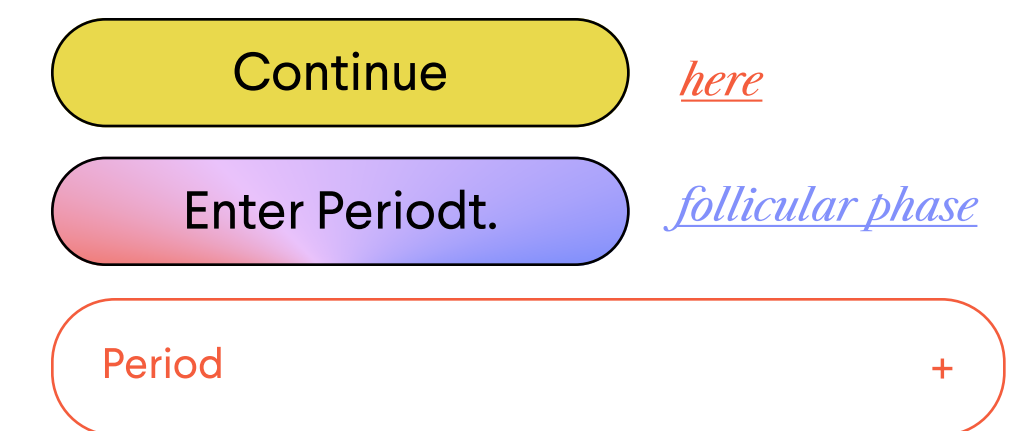 Continue
here
Enter Periodt.
follicular phase
Period
+